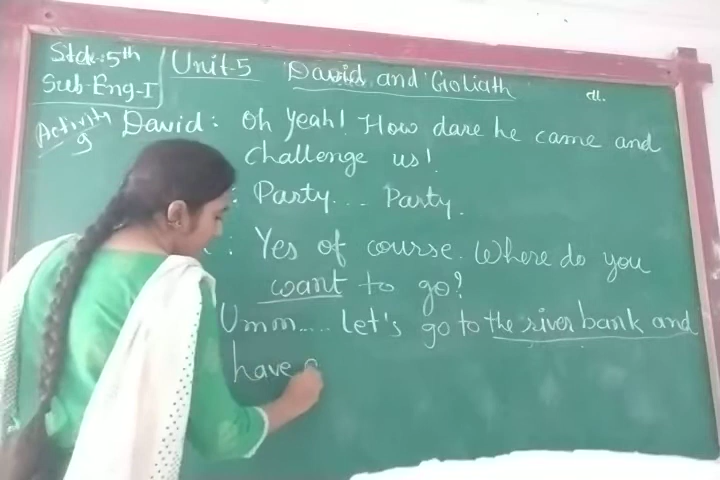 Std:-5th
Sub-Eng-I
Unit-5 David and Goliath
dt.
Activity
9
David: Oh Yeah! How dare he came and
challenge us!
: Party... Party.
: Yes of course. Where do you
want to go?
Umm..... Let's go to the river bank and
have